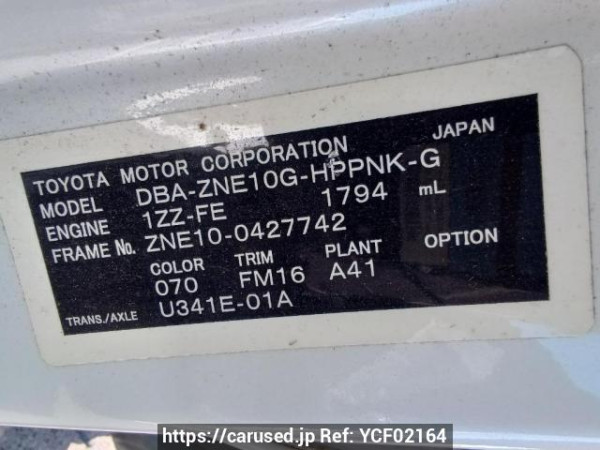 TOYOTA MOTOR CORPORATION JAPAN
MODEL DBA-ZNE10G-HPPNK-G
ENGINE 1ZZ-FE 1794 mL
FRAME No. ZNE10-0427742
COLOR TRIM PLANT OPTION
070 FM16 A41
TRANS./AXLE U341E-01A
https://carused.jp Ref: YCF02164